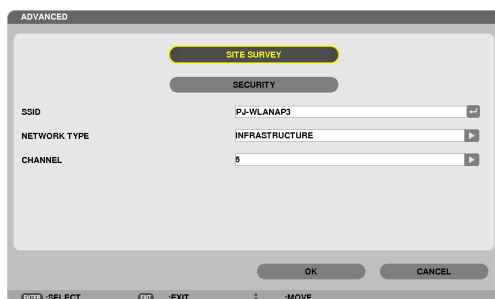 ADVANCED
SITE SURVEY
SECURITY
SSID PJ-WLANAP3
NETWORK TYPE INFRASTRUCTURE
CHANNEL 5
OK CANCEL
ENTER :SELECT EXIT :EXIT :MOVE